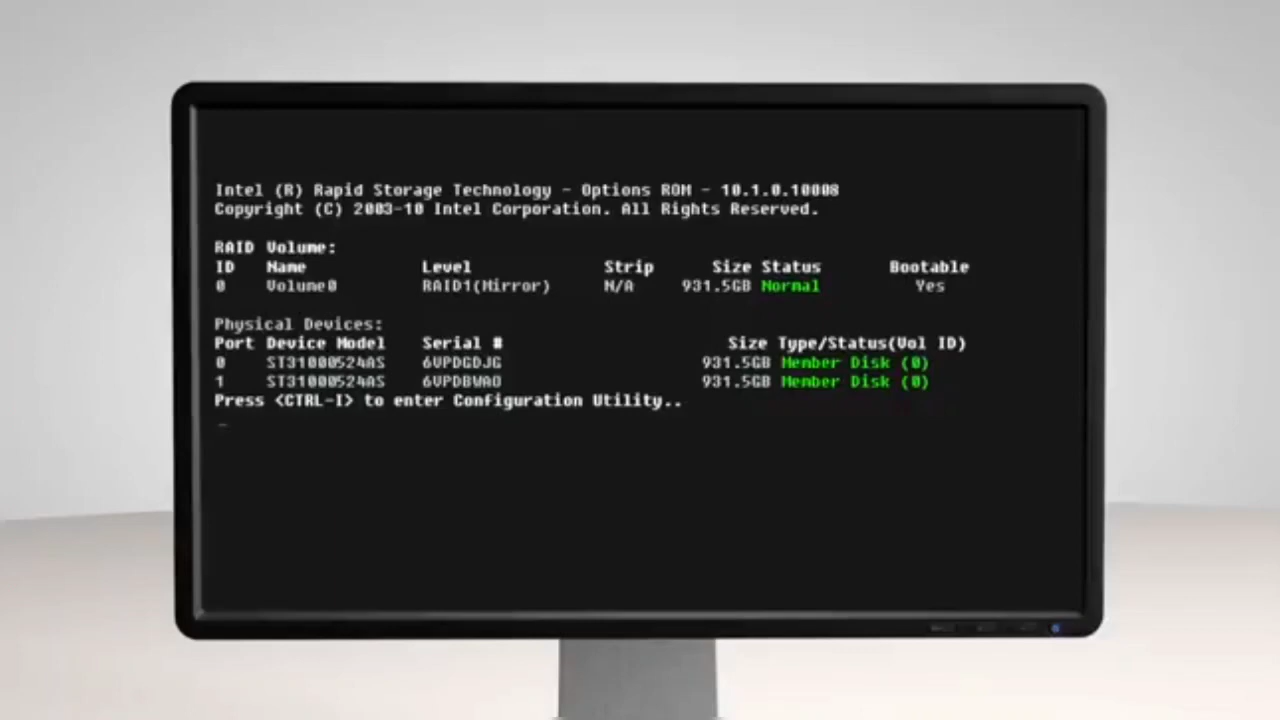 Intel (R) Rapid Storage Technology - Options ROM - 10.1.0.10008
Copyright (C) 2003-10 Intel Corporation. All Rights Reserved.
RAID Volume:
ID Name Level Strip Size Status Bootable
0 Volume0 RAID1(Mirror) N/A 931.5GB Normal Yes
Physical Devices:
Port Device Model Serial # Size Type/Status(Vol ID)
0 ST31000524AS 6VPDGDJG 931.5GB Member Disk (0)
1 ST31000524AS 6VPDBWAO 931.5GB Member Disk (0)
Press <CTRL-I> to enter Configuration Utility..